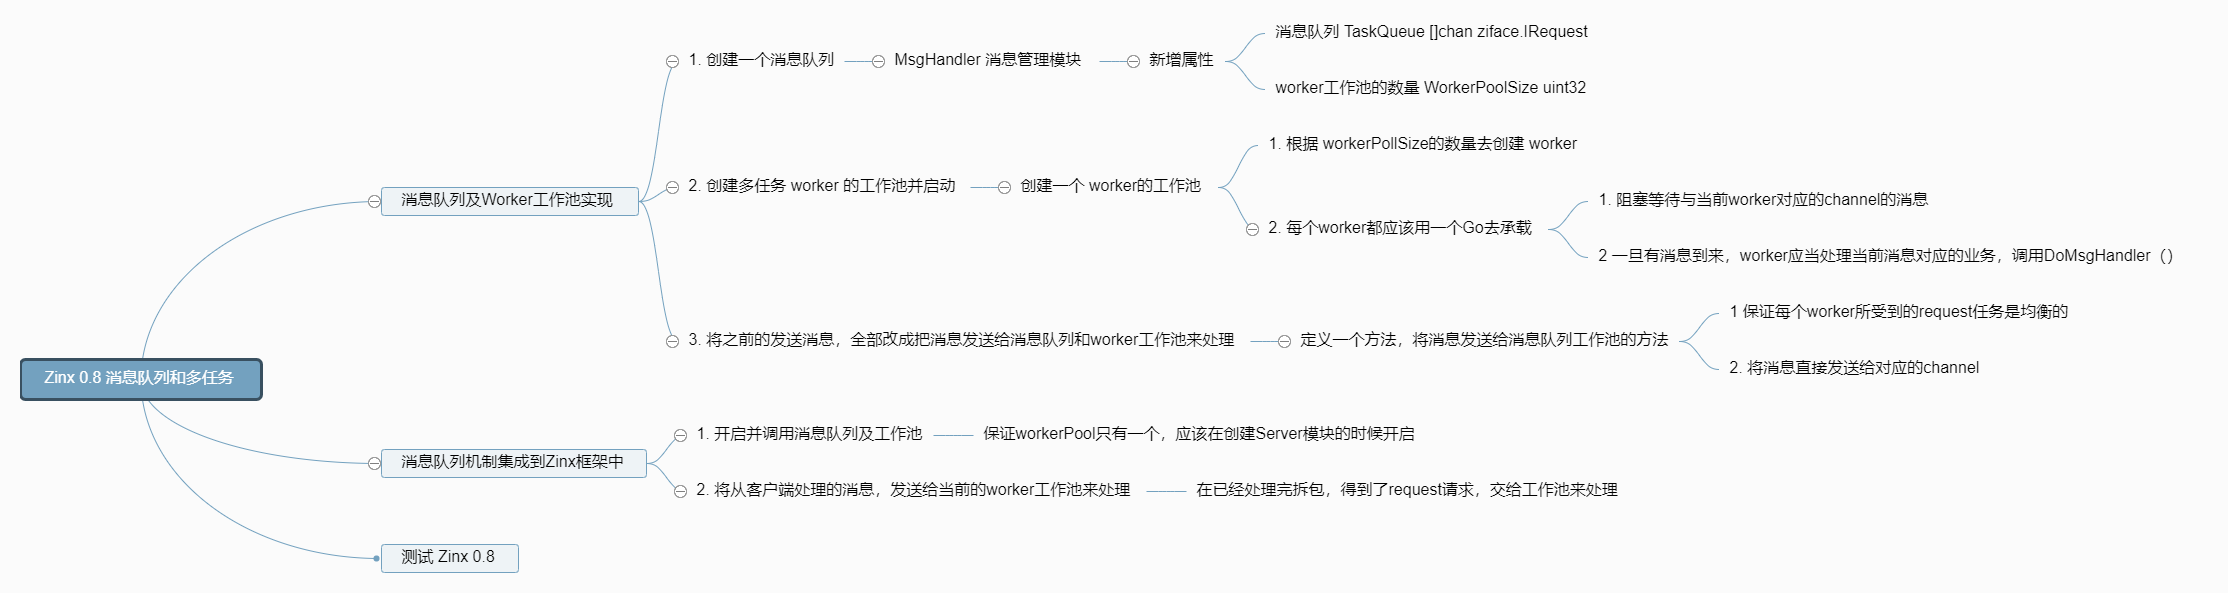 Zinx 0.8 消息队列和多任务
消息队列及Worker工作池实现
1. 创建一个消息队列
MsgHandler 消息管理模块
新增属性
消息队列 TaskQueue []chan ziface.IRequest
worker工作池的数量 WorkerPoolSize uint32
2. 创建多任务 worker 的工作池并启动
创建一个 worker的工作池
1. 根据 workerPollSize的数量去创建 worker
2. 每个worker都应该用一个Go去承载
1. 阻塞等待与当前worker对应的channel的消息
2 一旦有消息到来，worker应当处理当前消息对应的业务，调用DoMsgHandler（）
3. 将之前的发送消息，全部改成把消息发送给消息队列和worker工作池来处理
定义一个方法，将消息发送给消息队列工作池的方法
1 保证每个worker所受到的request任务是均衡的
2. 将消息直接发送给对应的channel
消息队列机制集成到Zinx框架中
1. 开启并调用消息队列及工作池
保证workerPool只有一个，应该在创建Server模块的时候开启
2. 将从客户端处理的消息，发送给当前的worker工作池来处理
在已经处理完拆包，得到了request请求，交给工作池来处理
测试 Zinx 0.8